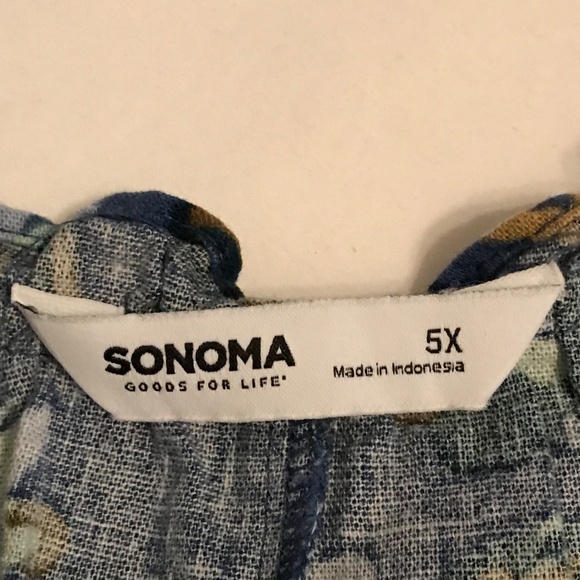 SONOMA
GOODS FOR LIFE®
5X
Made in Indonesia